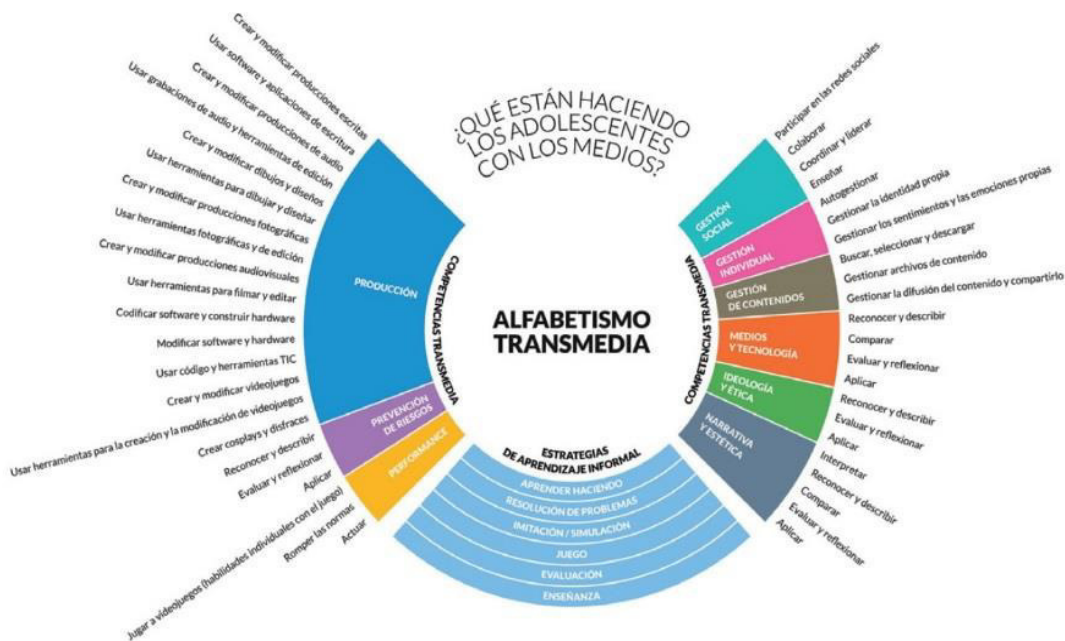 ¿QUÉ ESTÁN HACIENDO
LOS ADOLESCENTES
CON LOS MEDIOS?
ALFABETISMO
TRANSMEDIA
COMPETENCIAS TRANSMEDIA
PRODUCCIÓN
Crear y modificar producciones escritas
Usar software y aplicaciones de escritura
Crear y modificar producciones de audio
Usar grabaciones de audio y herramientas de edición
Crear y modificar dibujos y diseños
Usar herramientas para dibujar y diseñar
Crear y modificar producciones fotográficas
Usar herramientas fotográficas y de edición
Crear y modificar producciones audiovisuales
Usar herramientas para filmar y editar
Codificar software y construir hardware
Modificar software y hardware
Usar código y herramientas TIC
Crear y modificar videojuegos
Usar herramientas para la creación y la modificación de videojuegos
Crear cosplays y disfraces
PREVENCIÓN
DE RIESGOS
Reconocer y describir
Evaluar y reflexionar
Aplicar
PERFORMANCE
Jugar a videojuegos (habilidades individuales con el juego)
Romper las normas
Actuar
COMPETENCIAS TRANSMEDIA
GESTIÓN
SOCIAL
Participar en las redes sociales
Colaborar
Coordinar y liderar
Enseñar
GESTIÓN
INDIVIDUAL
Autogestionar
Gestionar la identidad propia
Gestionar los sentimientos y las emociones propias
GESTIÓN
DE CONTENIDOS
Buscar, seleccionar y descargar
Gestionar archivos de contenido
Gestionar la difusión del contenido y compartirlo
MEDIOS
Y TECNOLOGÍA
Reconocer y describir
Comparar
Evaluar y reflexionar
Aplicar
IDEOLOGÍA
Y ÉTICA
Reconocer y describir
Evaluar y reflexionar
Aplicar
NARRATIVA
Y ESTÉTICA
Interpretar
Reconocer y describir
Comparar
Evaluar y reflexionar
Aplicar
ESTRATEGIAS
DE APRENDIZAJE INFORMAL
APRENDER HACIENDO
RESOLUCIÓN DE PROBLEMAS
IMITACIÓN / SIMULACIÓN
JUEGO
EVALUACIÓN
ENSEÑANZA